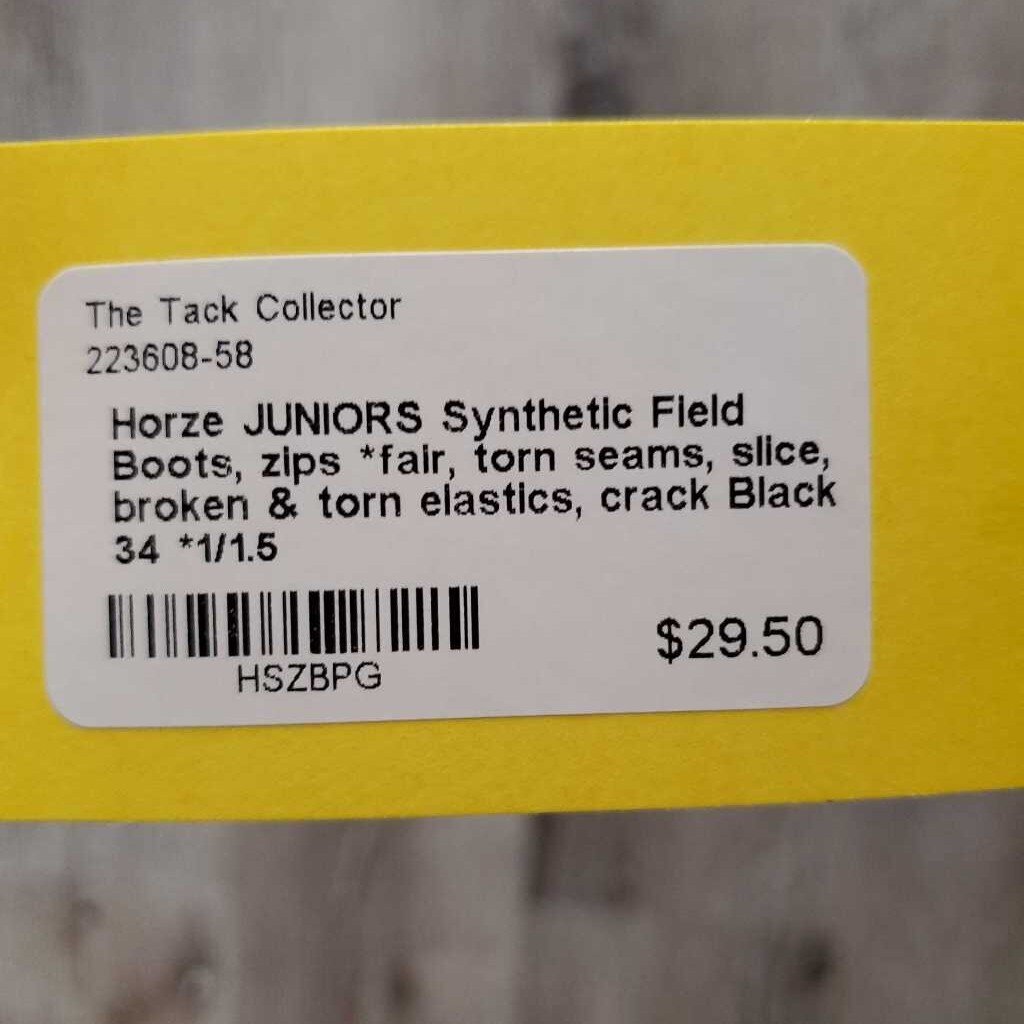 The Tack Collector
223608-58
Horze JUNIORS Synthetic Field
Boots, zips *fair, torn seams, slice,
broken & torn elastics, crack Black
34 *1/1.5
HSZBPG
$29.50